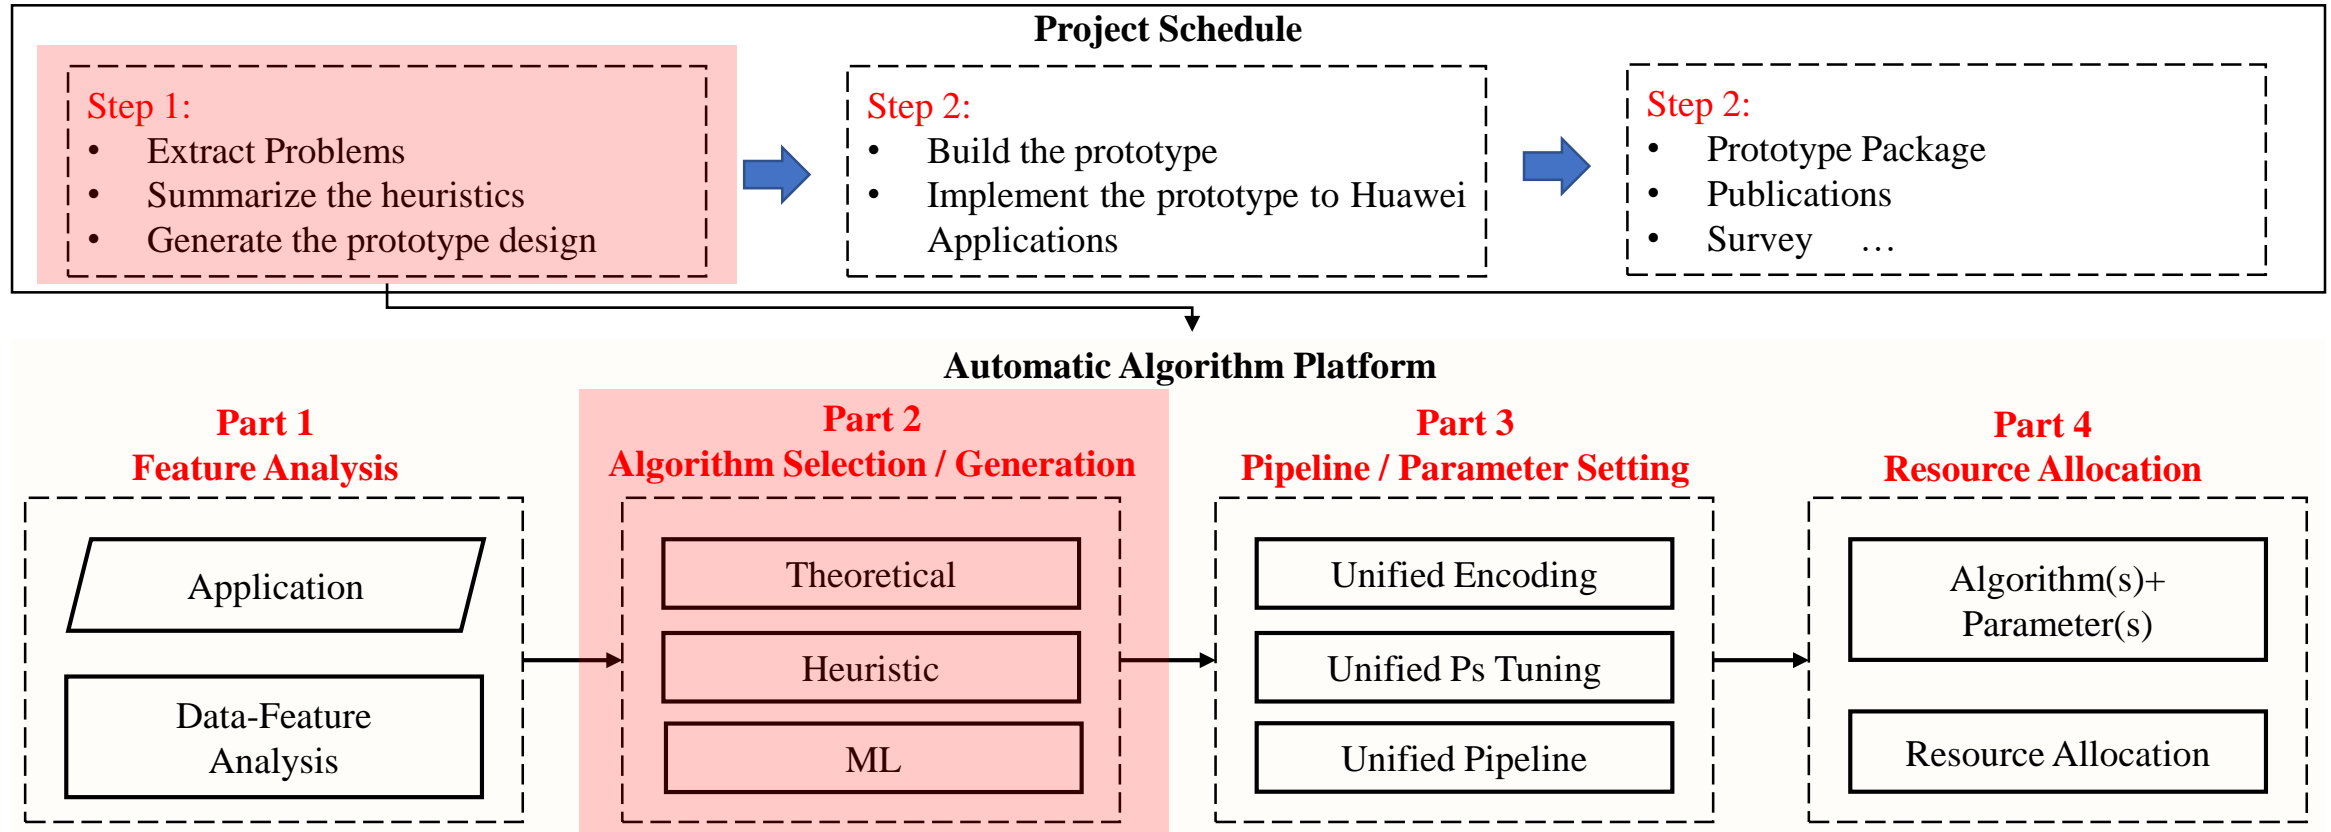 Project Schedule
Step 1:
• Extract Problems
• Summarize the heuristics
• Generate the prototype design
Step 2:
• Build the prototype
• Implement the prototype to Huawei
Applications
Step 2:
• Prototype Package
• Publications
• Survey …
Automatic Algorithm Platform
Part 1
Feature Analysis
Application
Data-Feature
Analysis
Part 2
Algorithm Selection / Generation
Theoretical
Heuristic
ML
Part 3
Pipeline / Parameter Setting
Unified Encoding
Unified Ps Tuning
Unified Pipeline
Part 4
Resource Allocation
Algorithm(s)+
Parameter(s)
Resource Allocation